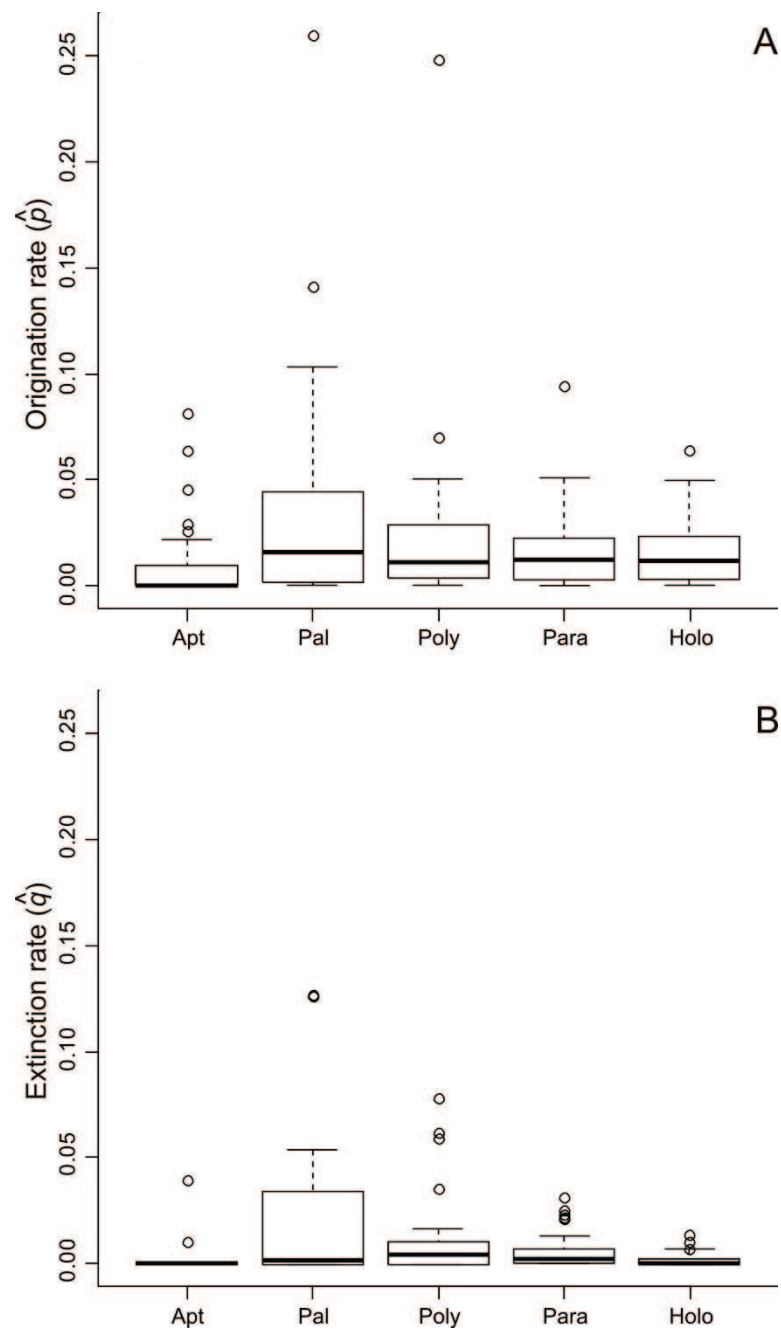 A
Origination rate (p̂)
0.25
0.20
0.15
0.10
0.05
0.00
Apt Pal Poly Para Holo
B
Extinction rate (q̂)
0.25
0.20
0.15
0.10
0.05
0.00
Apt Pal Poly Para Holo